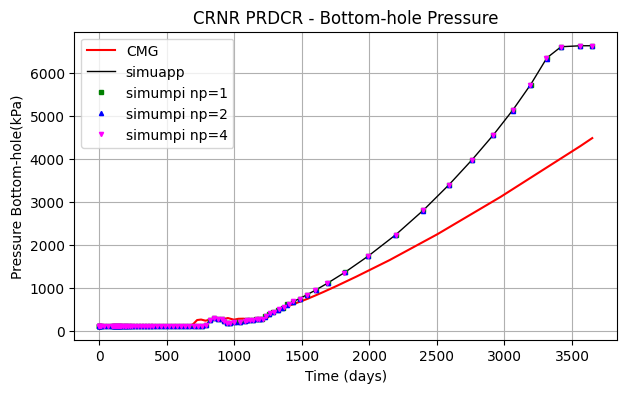 CRNR PRDCR - Bottom-hole Pressure
CMG
simuapp
simumpi np=1
simumpi np=2
simumpi np=4
Pressure Bottom-hole(kPa)
6000
5000
4000
3000
2000
1000
0
0 500 1000 1500 2000 2500 3000 3500
Time (days)